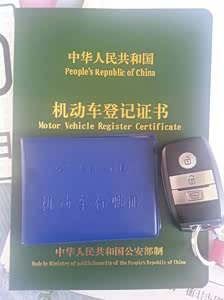 中华人民共和国
People's Republic of China
机动车登记证书
Motor Vehicle Register Certificate
机动车行驶证
中华人民共和国公安部制
Made by Ministry of public Security of the People's Republic of China